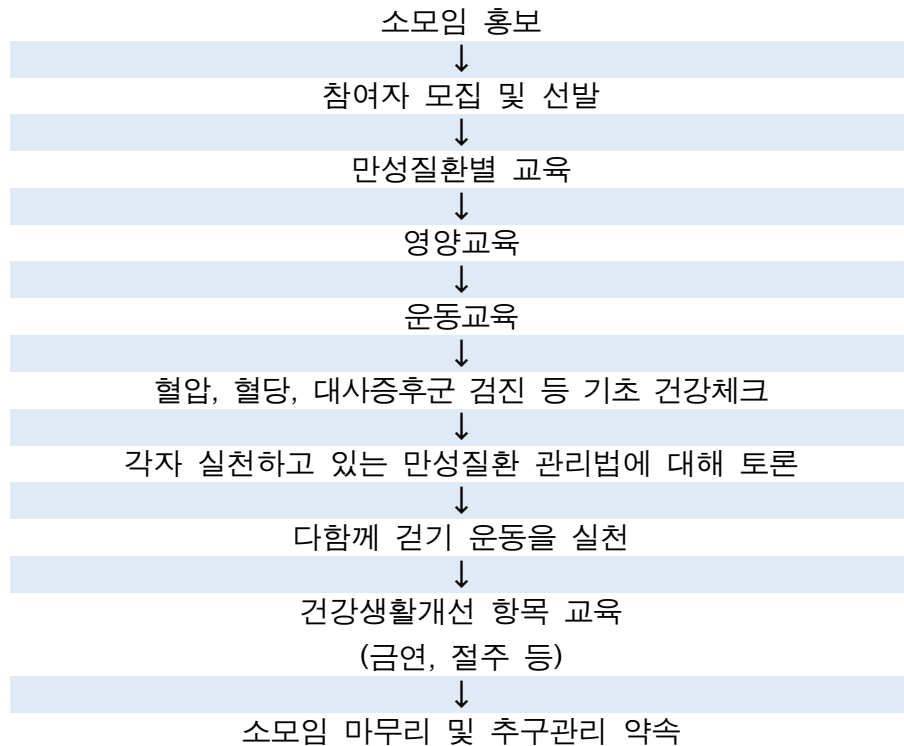 소모임 홍보
↓
참여자 모집 및 선발
↓
만성질환별 교육
↓
영양교육
↓
운동교육
↓
혈압, 혈당, 대사증후군 검진 등 기초 건강체크
↓
각자 실천하고 있는 만성질환 관리법에 대해 토론
↓
다함께 걷기 운동을 실천
↓
건강생활개선 항목 교육
(금연, 절주 등)
↓
소모임 마무리 및 추구관리 약속